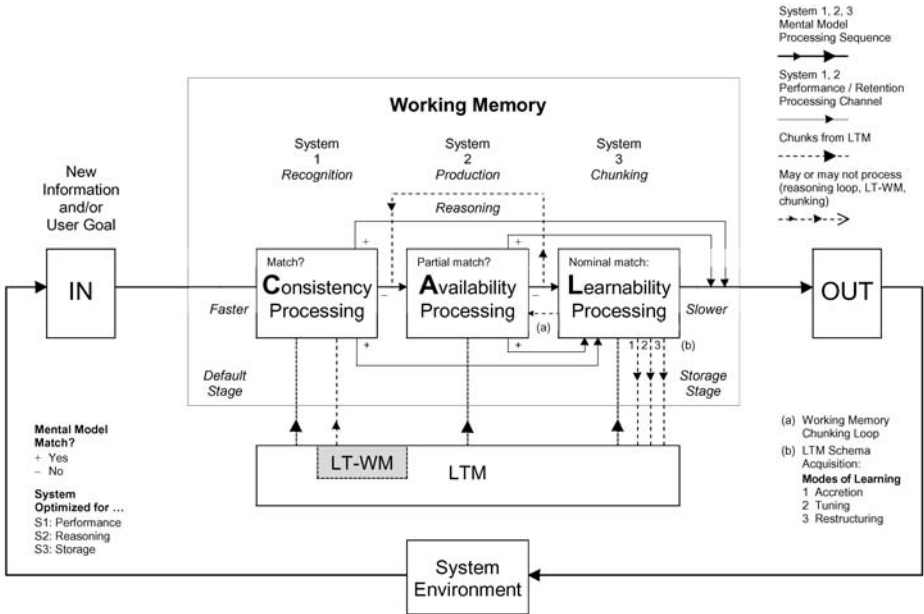 System 1, 2, 3
Mental Model
Processing Sequence
System 1, 2
Performance / Retention
Processing Channel
Chunks from LTM
May or may not process
(reasoning loop, LT-WM,
chunking)
Working Memory
System
1
Recognition
System
2
Production
System
3
Chunking
Reasoning
New
Information
and/or
User Goal
IN
Faster
Match?
Consistency
Processing
+
–
+
Partial match?
Availability
Processing
+
–
+
(a)
Nominal match:
Learnability
Processing
Slower
1 2 3 (b)
OUT
Default
Stage
Storage
Stage
LT-WM
LTM
Mental Model
Match?
+ Yes
– No
System
Optimized for ...
S1: Performance
S2: Reasoning
S3: Storage
(a) Working Memory
Chunking Loop
(b) LTM Schema
Acquisition:
Modes of Learning
1 Accretion
2 Tuning
3 Restructuring
System
Environment